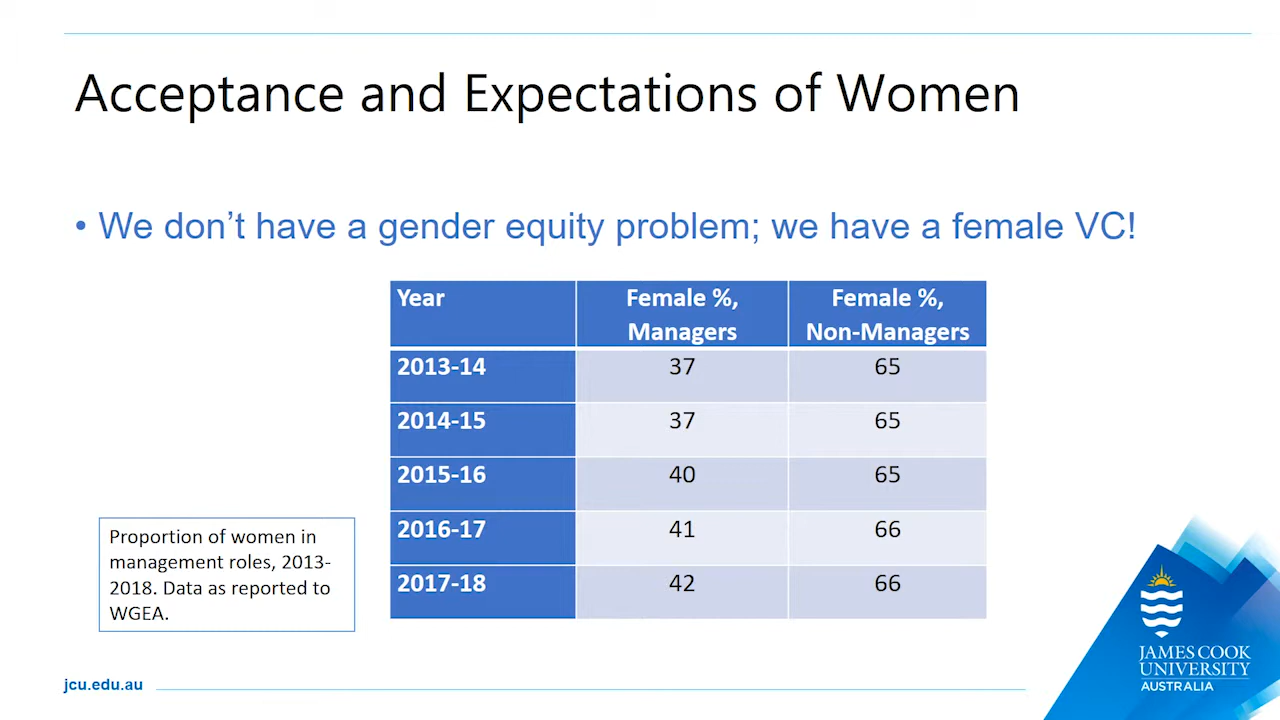 Acceptance and Expectations of Women
• We don’t have a gender equity problem; we have a female VC!
Year Female %, Managers Female %, Non-Managers
2013-14 37 65
2014-15 37 65
2015-16 40 65
2016-17 41 66
2017-18 42 66
Proportion of women in
management roles, 2013-
2018. Data as reported to
WGEA.
jcu.edu.au
JAMES COOK
UNIVERSITY
AUSTRALIA